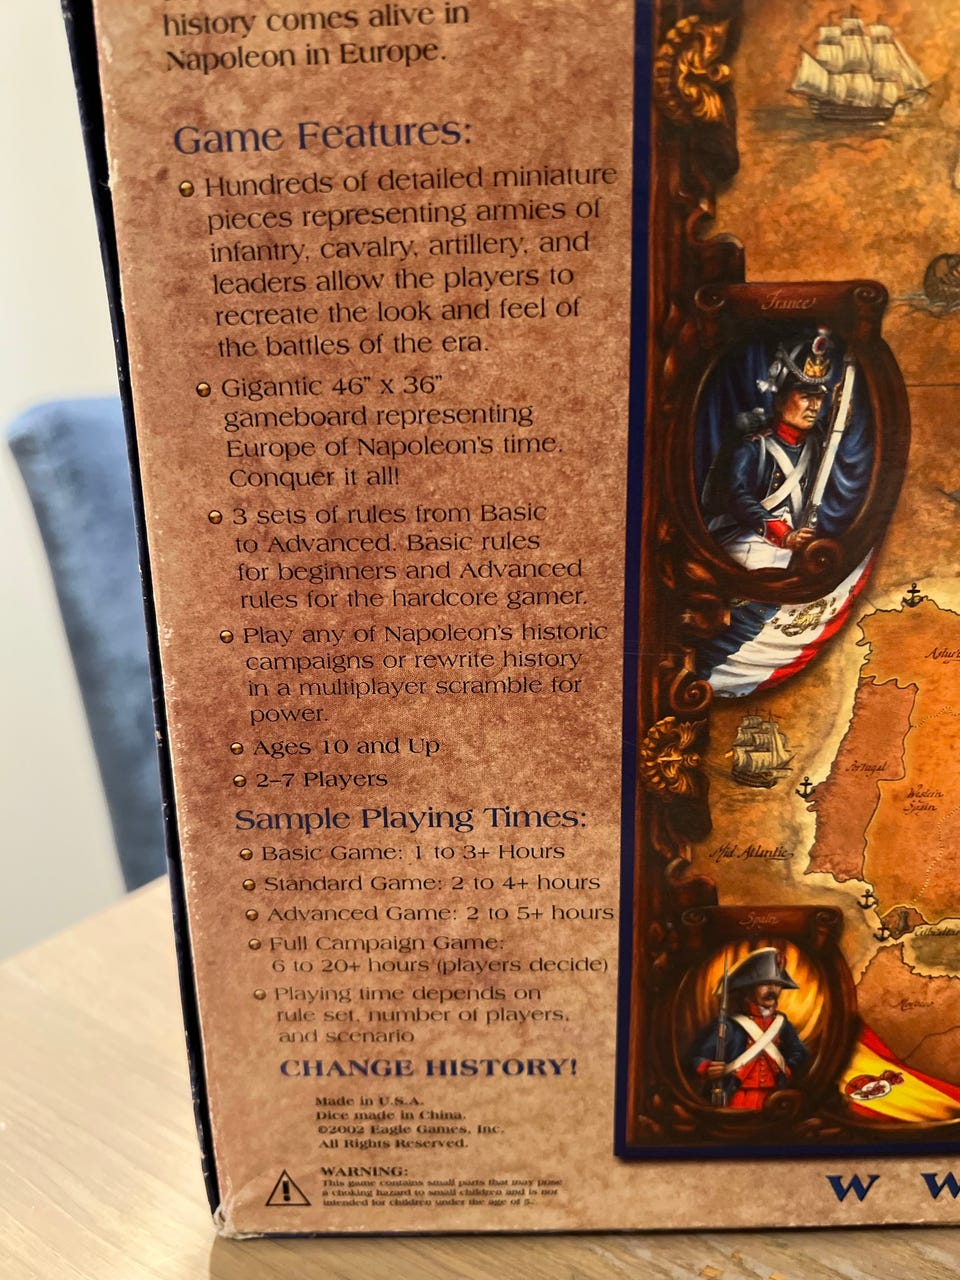 history comes alive in
Napoleon in Europe.
Game Features:
Hundreds of detailed miniature
pieces representing armies of
infantry, cavalry, artillery, and
leaders allow the players to
recreate the look and feel of
the battles of the era.
Gigantic 46" x 36"
gameboard representing
Europe of Napoleon's time.
Conquer it all!
3 sets of rules from Basic
to Advanced. Basic rules
for beginners and Advanced
rules for the hardcore gamer.
Play any of Napoleon's historic
campaigns or rewrite history
in a multiplayer scramble for
power.
Ages 10 and Up
2-7 Players
Sample Playing Times:
Basic Game: 1 to 3+ Hours
Standard Game: 2 to 4+ hours
Advanced Game: 2 to 5+ hours
Full Campaign Game:
6 to 20+ hours (players decide)
Playing time depends on
rule set, number of players,
and scenario
CHANGE HISTORY!
Made in U.S.A.
Dice made in China.
©2002 Eagle Games, Inc.
All Rights Reserved.
WARNING:
This game contains small parts that may pose
a choking hazard to small children and is not
intended for children under the age of 5.
France
Portugal
Western
Spain
Mid Atlantic
Spain
Morocco
W W